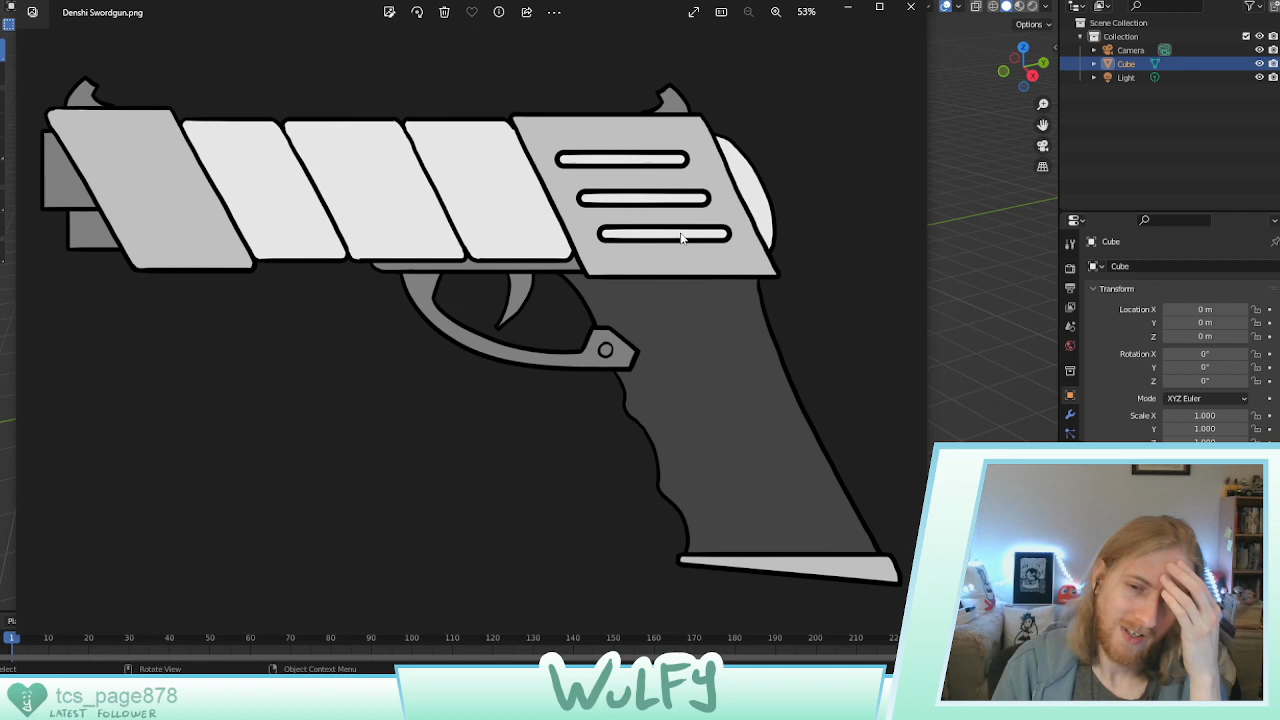 Denshi Swordgun.png
53%
Options
Scene Collection
Collection
Camera
Cube
Light
Z
Y
X
Cube
Cube
Transform
Location X 0 m
Y 0 m
Z 0 m
Rotation X 0°
Y 0°
Z 0°
Mode XYZ Euler
Scale X 1.000
Y 1.000
1 10 20 30 40 50 60 70 80 90 100 110 120 130 140 150 160 170 180 190 200 210
elect Rotate View Object Context Menu
tcs_page878
LATEST FOLLOWER
WULFY